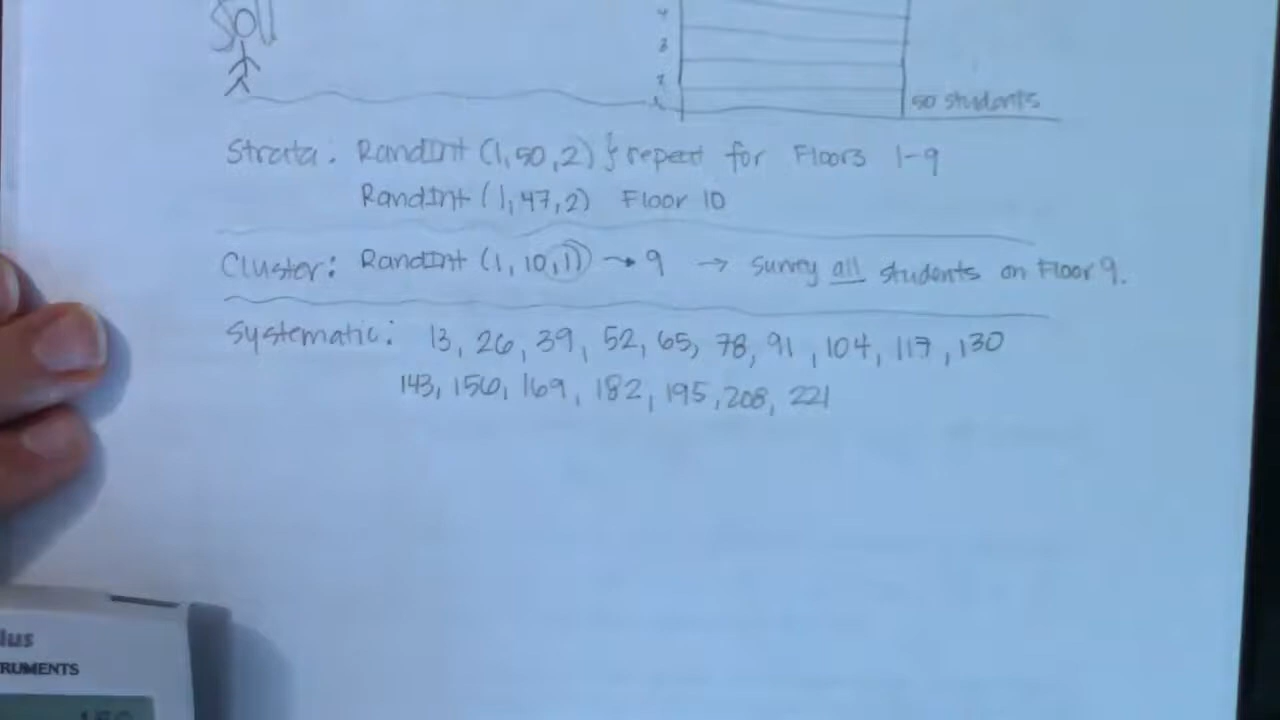 4
3
2
1
50 students
Strata: RandInt (1,50,2) } repeat for Floors 1-9
RandInt (1,47,2) Floor 10
Cluster: RandInt (1,10,1) → 9 → Survey all students on Floor 9.
Systematic: 13, 26, 39, 52, 65, 78, 91, 104, 117, 130
143, 156, 169, 182, 195, 208, 221
lus
RUMENTS